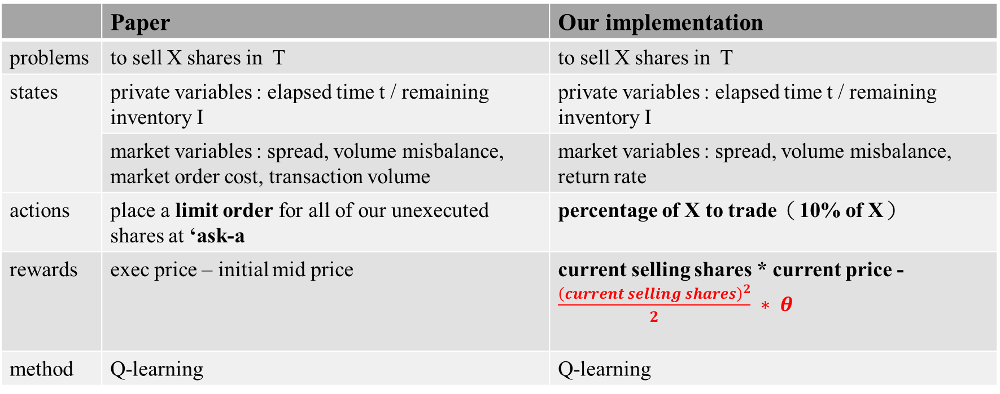 Paper
Our implementation
problems
to sell X shares in  T
to sell X shares in  T
states
private variables : elapsed time t / remaining
inventory I
private variables : elapsed time t / remaining
inventory I
market variables : spread, volume misbalance,
market order cost, transaction volume
market variables : spread, volume misbalance,
return rate
actions
place a limit order for all of our unexecuted
shares at ‘ask-a
percentage of X to trade（10% of X）
rewards
exec price – initial mid price
current selling shares * current price -
(current selling shares)²
2
* θ
method
Q-learning
Q-learning